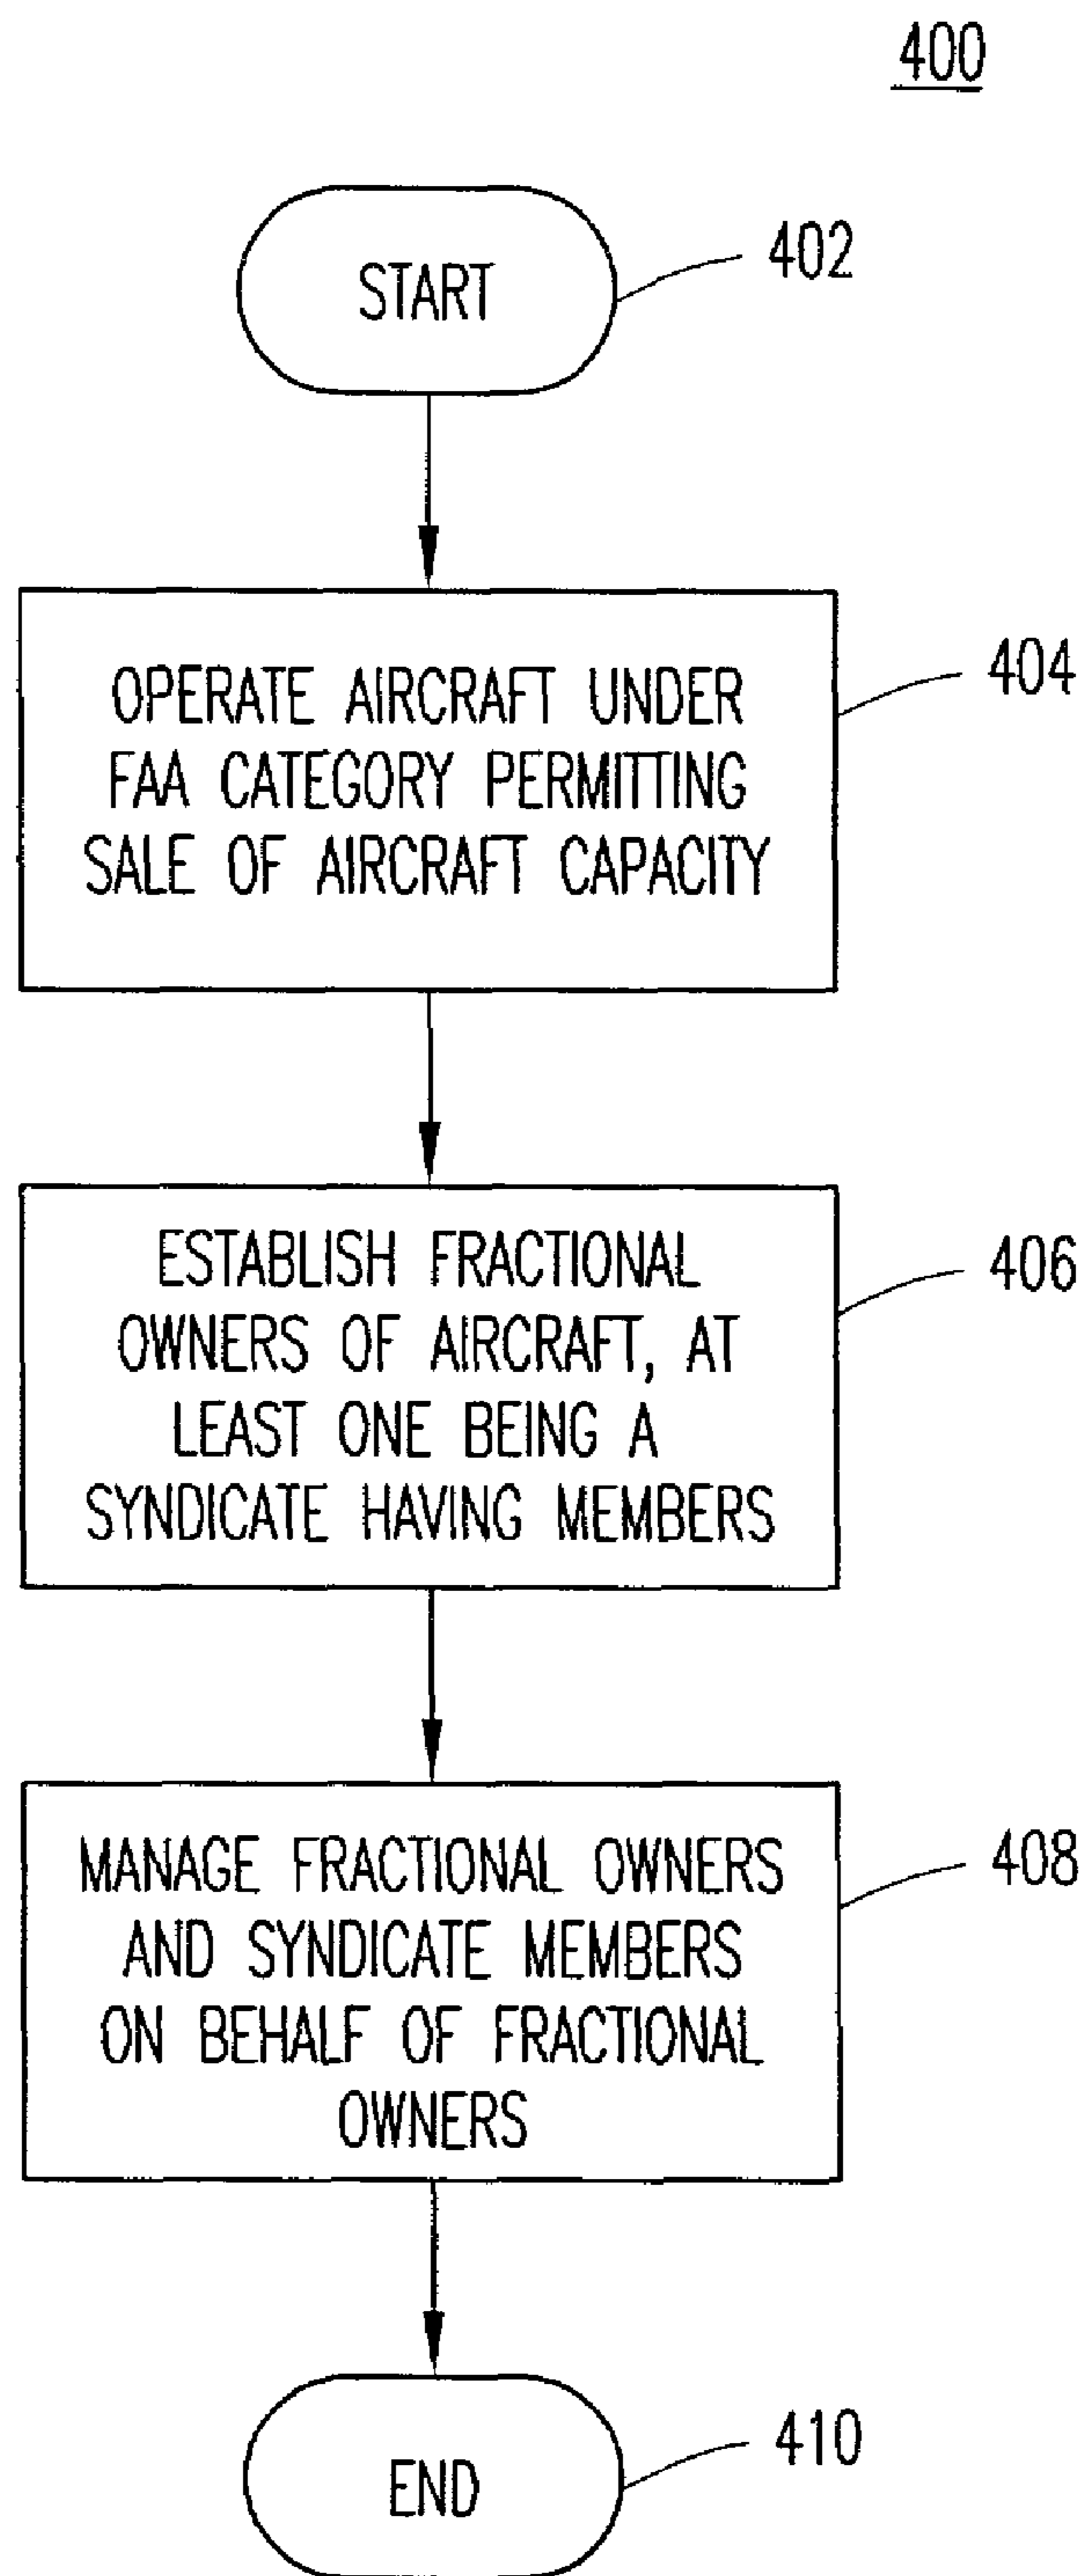 400
START
402
OPERATE AIRCRAFT UNDER
FAA CATEGORY PERMITTING
SALE OF AIRCRAFT CAPACITY
404
ESTABLISH FRACTIONAL
OWNERS OF AIRCRAFT, AT
LEAST ONE BEING A
SYNDICATE HAVING MEMBERS
406
MANAGE FRACTIONAL OWNERS
AND SYNDICATE MEMBERS
ON BEHALF OF FRACTIONAL
OWNERS
408
END
410